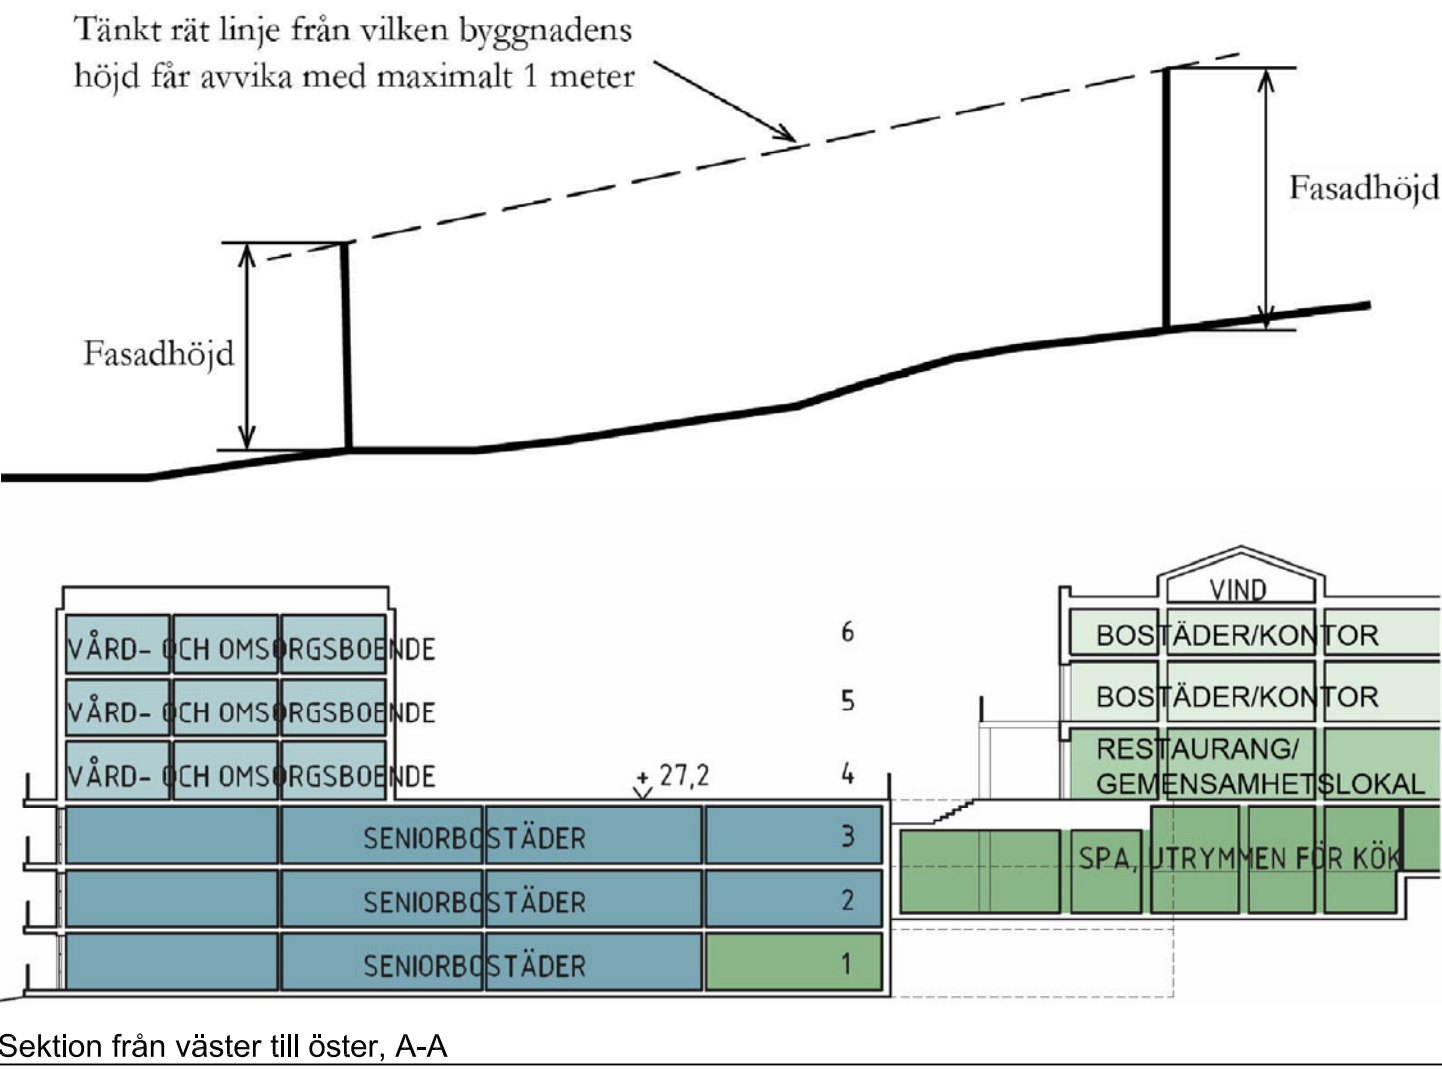 Tänkt rät linje från vilken byggnadens
höjd får avvika med maximalt 1 meter
Fasadhöjd
Fasadhöjd
VIND
VÅRD- OCH OMSORGSBOENDE
6
BOSTÄDER/KONTOR
VÅRD- OCH OMSORGSBOENDE
5
BOSTÄDER/KONTOR
VÅRD- OCH OMSORGSBOENDE
+ 27,2
4
RESTAURANG/
GEMENSAMHETSLOKAL
SENIORBOSTÄDER
3
SPA, UTRYMMEN FÖR KÖK
SENIORBOSTÄDER
2
SENIORBOSTÄDER
1
Sektion från väster till öster, A-A